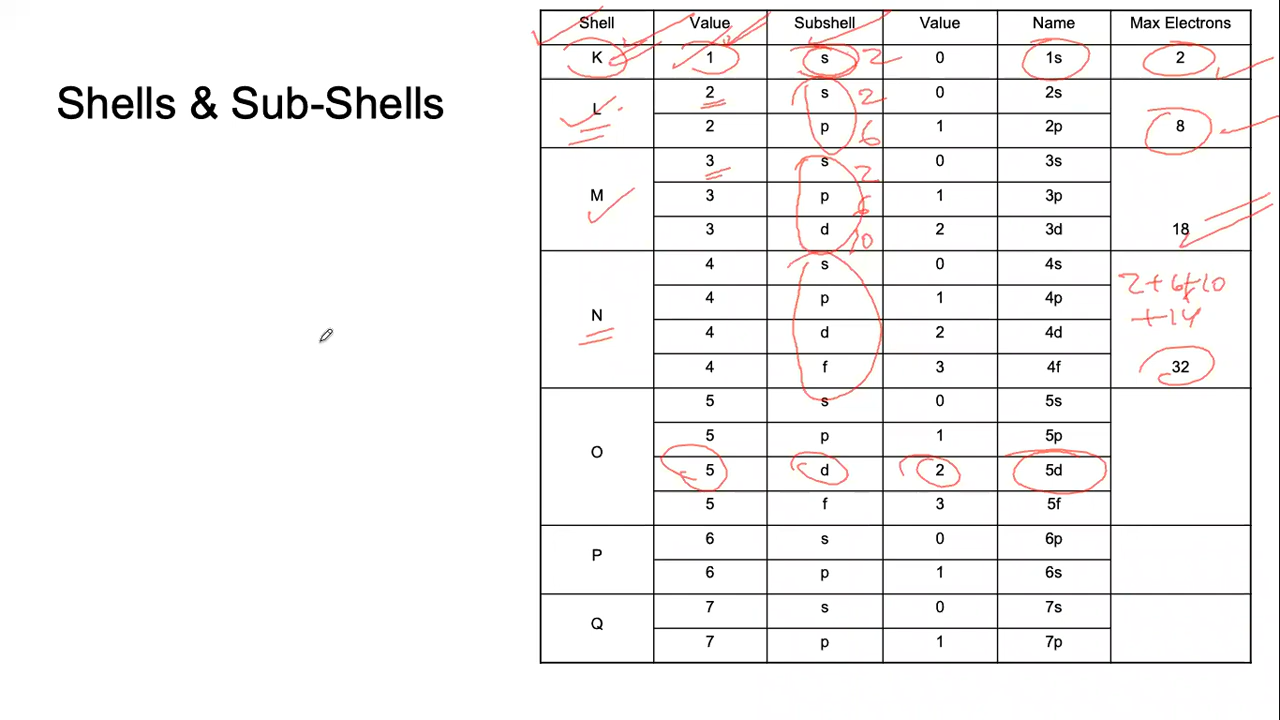 Shells & Sub-Shells
Shell Value Subshell Value Name Max Electrons
K 1 s 2 0 1s 2
L
2 s 2 0 2s
2 p 6 1 2p
8
M
3 s 2 0 3s
3 p 6 1 3p
3 d 10 2 3d
18
N
4 s 0 4s
4 p 1 4p
4 d 2 4d
4 f 3 4f
2+6+10
+14
32
O
5 s 0 5s
5 p 1 5p
5 d 2 5d
5 f 3 5f
P
6 s 0 6p
6 p 1 6s
Q
7 s 0 7s
7 p 1 7p